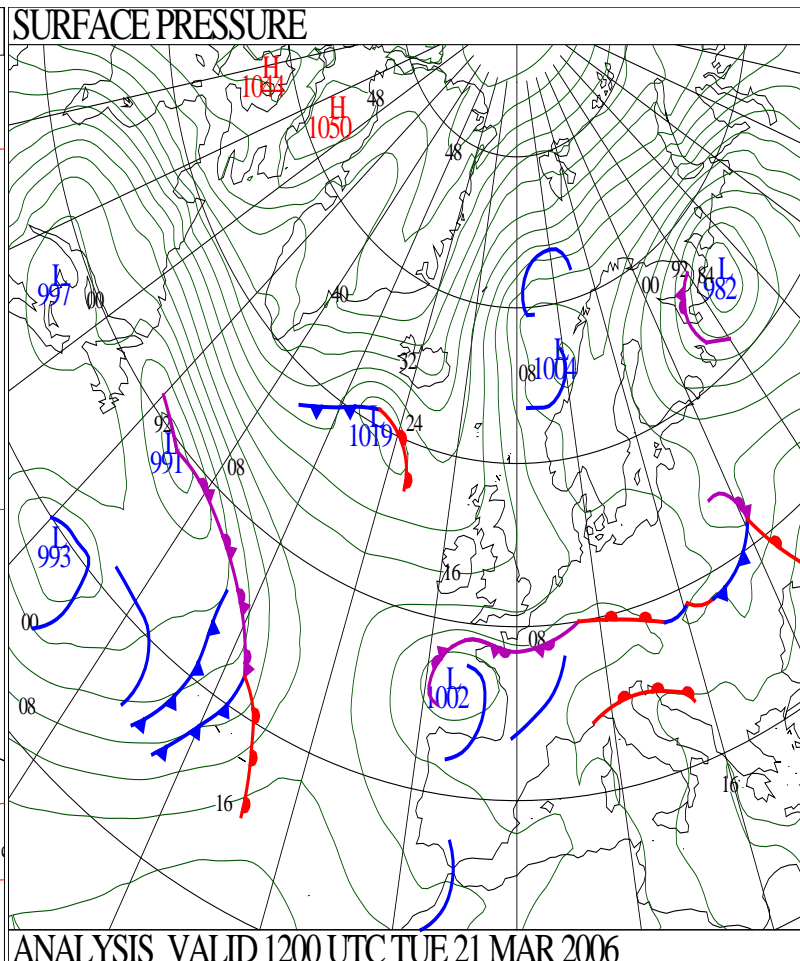 SURFACE PRESSURE
H
1044
H
1050
48
48
L
997
00
40
00
92
84
L
982
32
L
1004
08
92
L
991
08
L
1019
24
L
993
16
00
08
L
1002
08
16
16
ANALYSIS VALID 1200 UTC TUE 21 MAR 2006